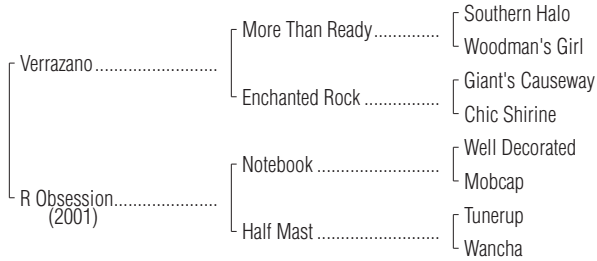 Southern Halo
More Than Ready
Woodman's Girl
Verrazano
Giant's Causeway
Enchanted Rock
Chic Shirine
Well Decorated
Notebook
Mobcap
R Obsession
(2001)
Tunerup
Half Mast
Wancha